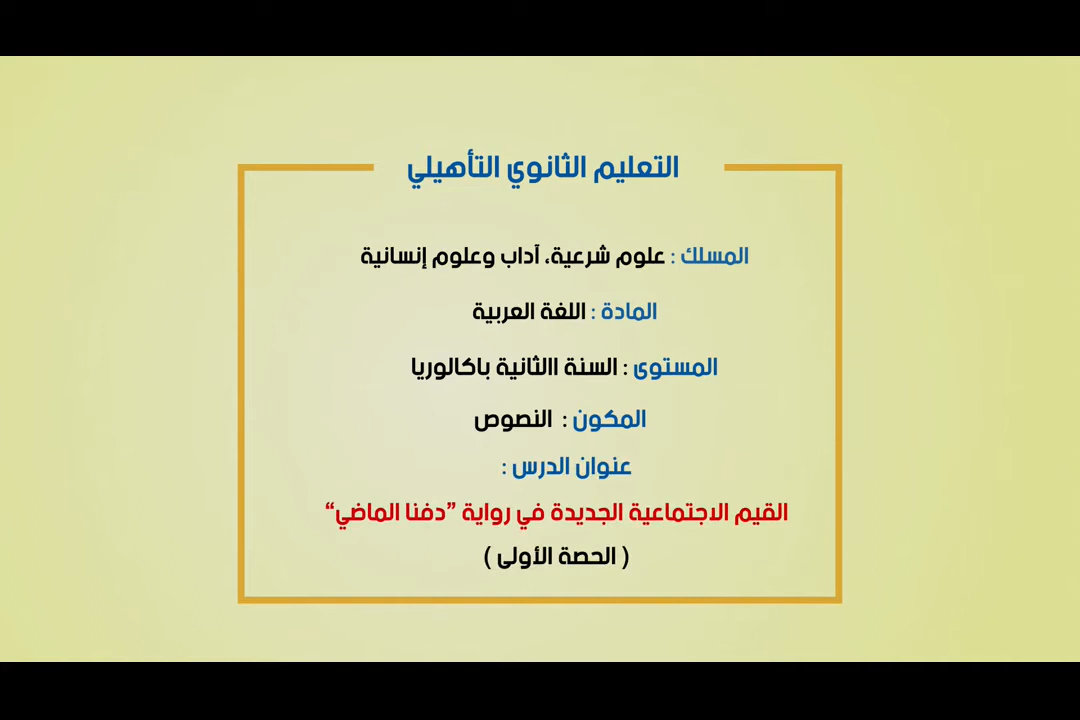 التعليم الثانوي التأهيلي
المسلك : علوم شرعية، آداب وعلوم إنسانية
المادة : اللغة العربية
المستوى : السنة االثانية باكالوريا
المكون : النصوص
عنوان الدرس :
القيم الاجتماعية الجديدة في رواية ”دفنا الماضي“
( الحصة الأولى )